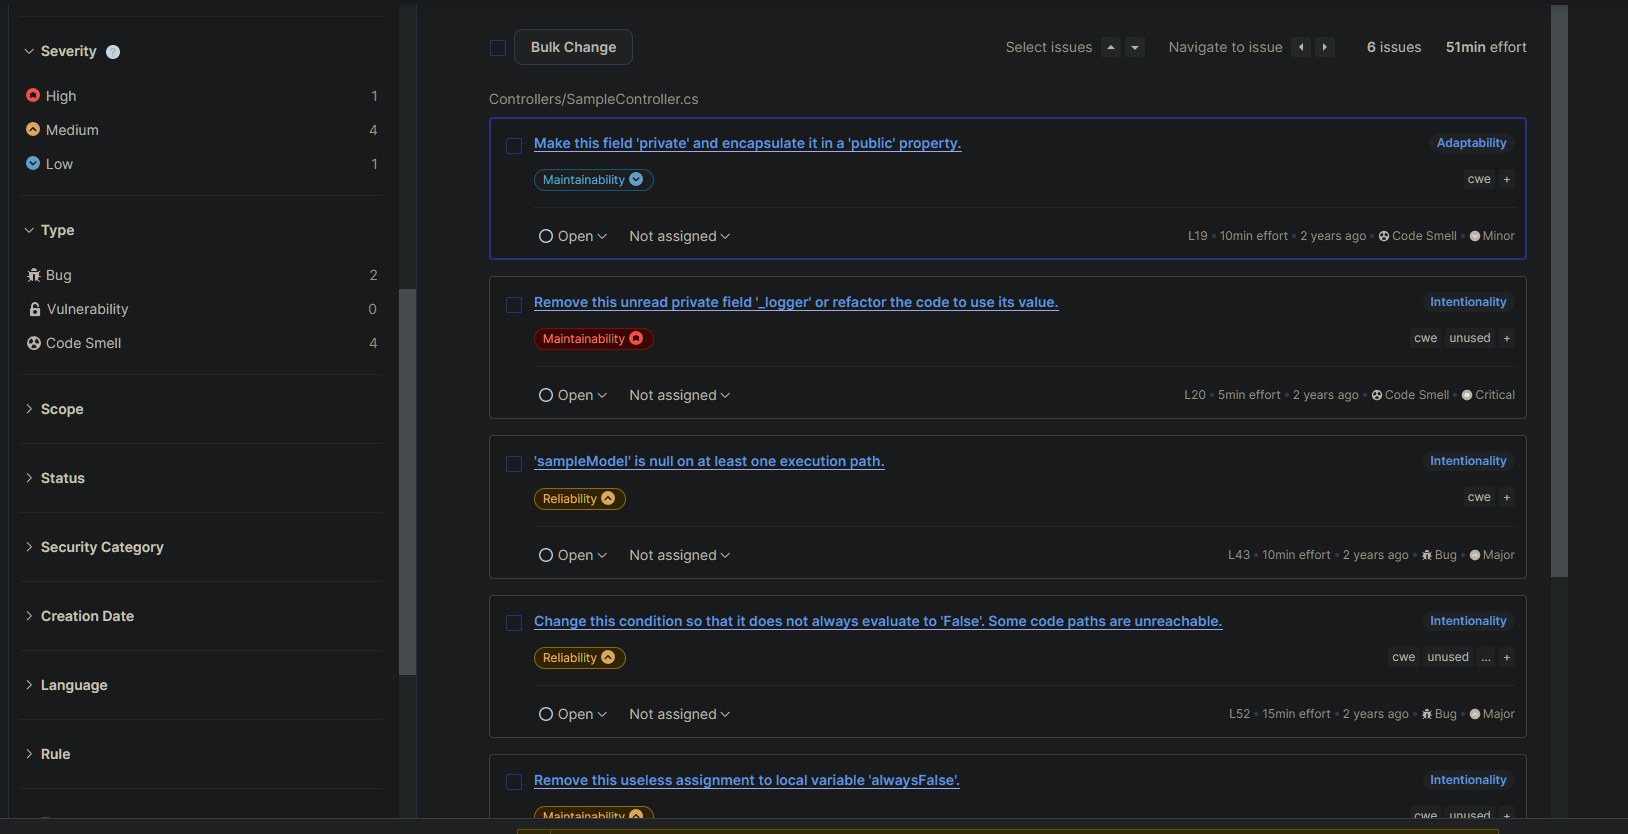 Severity
High 1
Medium 4
Low 1
Type
Bug 2
Vulnerability 0
Code Smell 4
Scope
Status
Security Category
Creation Date
Language
Rule
Bulk Change
Select issues
Navigate to issue
6 issues
51min effort
Controllers/SampleController.cs
Make this field 'private' and encapsulate it in a 'public' property.
Adaptability
Maintainability
cwe +
Open Not assigned
L19 • 10min effort • 2 years ago • Code Smell • Minor
Remove this unread private field '_logger' or refactor the code to use its value.
Intentionality
Maintainability
cwe unused +
Open Not assigned
L20 • 5min effort • 2 years ago • Code Smell • Critical
'sampleModel' is null on at least one execution path.
Intentionality
Reliability
cwe +
Open Not assigned
L43 • 10min effort • 2 years ago • Bug • Major
Change this condition so that it does not always evaluate to 'False'. Some code paths are unreachable.
Intentionality
Reliability
cwe unused ... +
Open Not assigned
L52 • 15min effort • 2 years ago • Bug • Major
Remove this useless assignment to local variable 'alwaysFalse'.
Intentionality
Maintainability
cwe unused +